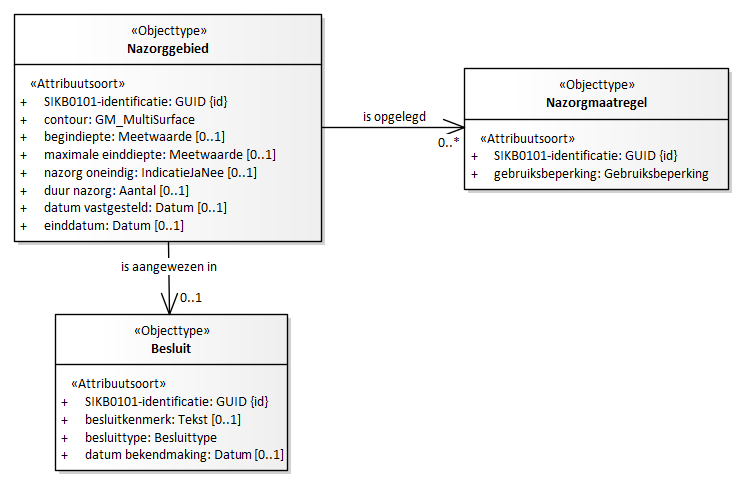 «Objecttype»
Nazorggebied
«Attribuutsoort»
+ SIKB0101-identificatie: GUID {id}
+ contour: GM_MultiSurface
+ begindiepte: Meetwaarde [0..1]
+ maximale einddiepte: Meetwaarde [0..1]
+ nazorg oneindig: IndicatieJaNee [0..1]
+ duur nazorg: Aantal [0..1]
+ datum vastgesteld: Datum [0..1]
+ einddatum: Datum [0..1]
is opgelegd
0..*
«Objecttype»
Nazorgmaatregel
«Attribuutsoort»
+ SIKB0101-identificatie: GUID {id}
+ gebruiksbeperking: Gebruiksbeperking
is aangewezen in
0..1
«Objecttype»
Besluit
«Attribuutsoort»
+ SIKB0101-identificatie: GUID {id}
+ besluitkenmerk: Tekst [0..1]
+ besluittype: Besluittype
+ datum bekendmaking: Datum [0..1]